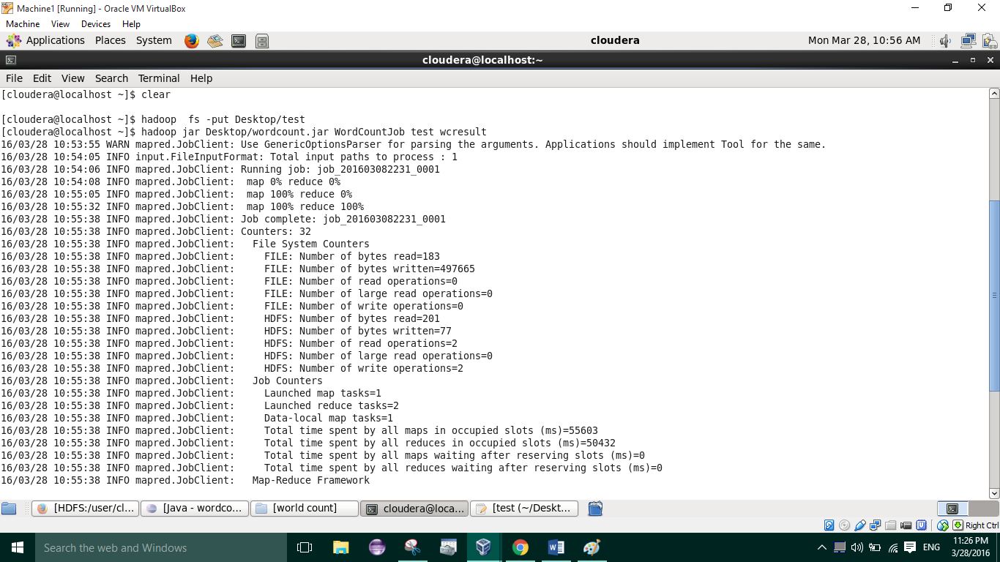 Machine1 [Running] - Oracle VM VirtualBox
Machine View Devices Help
Applications Places System cloudera Mon Mar 28, 10:56 AM
cloudera@localhost:~
File Edit View Search Terminal Help
[cloudera@localhost ~]$ clear
[cloudera@localhost ~]$ hadoop  fs -put Desktop/test
[cloudera@localhost ~]$ hadoop jar Desktop/wordcount.jar WordCountJob test wcresult
16/03/28 10:53:55 WARN mapred.JobClient: Use GenericOptionsParser for parsing the arguments. Applications should implement Tool for the same.
16/03/28 10:54:05 INFO input.FileInputFormat: Total input paths to process : 1
16/03/28 10:54:06 INFO mapred.JobClient: Running job: job_201603082231_0001
16/03/28 10:54:08 INFO mapred.JobClient:  map 0% reduce 0%
16/03/28 10:55:05 INFO mapred.JobClient:  map 100% reduce 0%
16/03/28 10:55:32 INFO mapred.JobClient:  map 100% reduce 100%
16/03/28 10:55:38 INFO mapred.JobClient: Job complete: job_201603082231_0001
16/03/28 10:55:38 INFO mapred.JobClient: Counters: 32
16/03/28 10:55:38 INFO mapred.JobClient:   File System Counters
16/03/28 10:55:38 INFO mapred.JobClient:     FILE: Number of bytes read=183
16/03/28 10:55:38 INFO mapred.JobClient:     FILE: Number of bytes written=497665
16/03/28 10:55:38 INFO mapred.JobClient:     FILE: Number of read operations=0
16/03/28 10:55:38 INFO mapred.JobClient:     FILE: Number of large read operations=0
16/03/28 10:55:38 INFO mapred.JobClient:     FILE: Number of write operations=0
16/03/28 10:55:38 INFO mapred.JobClient:     HDFS: Number of bytes read=201
16/03/28 10:55:38 INFO mapred.JobClient:     HDFS: Number of bytes written=77
16/03/28 10:55:38 INFO mapred.JobClient:     HDFS: Number of read operations=2
16/03/28 10:55:38 INFO mapred.JobClient:     HDFS: Number of large read operations=0
16/03/28 10:55:38 INFO mapred.JobClient:     HDFS: Number of write operations=2
16/03/28 10:55:38 INFO mapred.JobClient:   Job Counters
16/03/28 10:55:38 INFO mapred.JobClient:     Launched map tasks=1
16/03/28 10:55:38 INFO mapred.JobClient:     Launched reduce tasks=2
16/03/28 10:55:38 INFO mapred.JobClient:     Data-local map tasks=1
16/03/28 10:55:38 INFO mapred.JobClient:     Total time spent by all maps in occupied slots (ms)=55603
16/03/28 10:55:38 INFO mapred.JobClient:     Total time spent by all reduces in occupied slots (ms)=50432
16/03/28 10:55:38 INFO mapred.JobClient:     Total time spent by all maps waiting after reserving slots (ms)=0
16/03/28 10:55:38 INFO mapred.JobClient:     Total time spent by all reduces waiting after reserving slots (ms)=0
16/03/28 10:55:38 INFO mapred.JobClient:   Map-Reduce Framework
[HDFS:/user/cl... [Java - wordco... [world count] cloudera@loca... [test (~/Deskt...
Right Ctrl
Search the web and Windows ENG 11:26 PM
3/28/2016